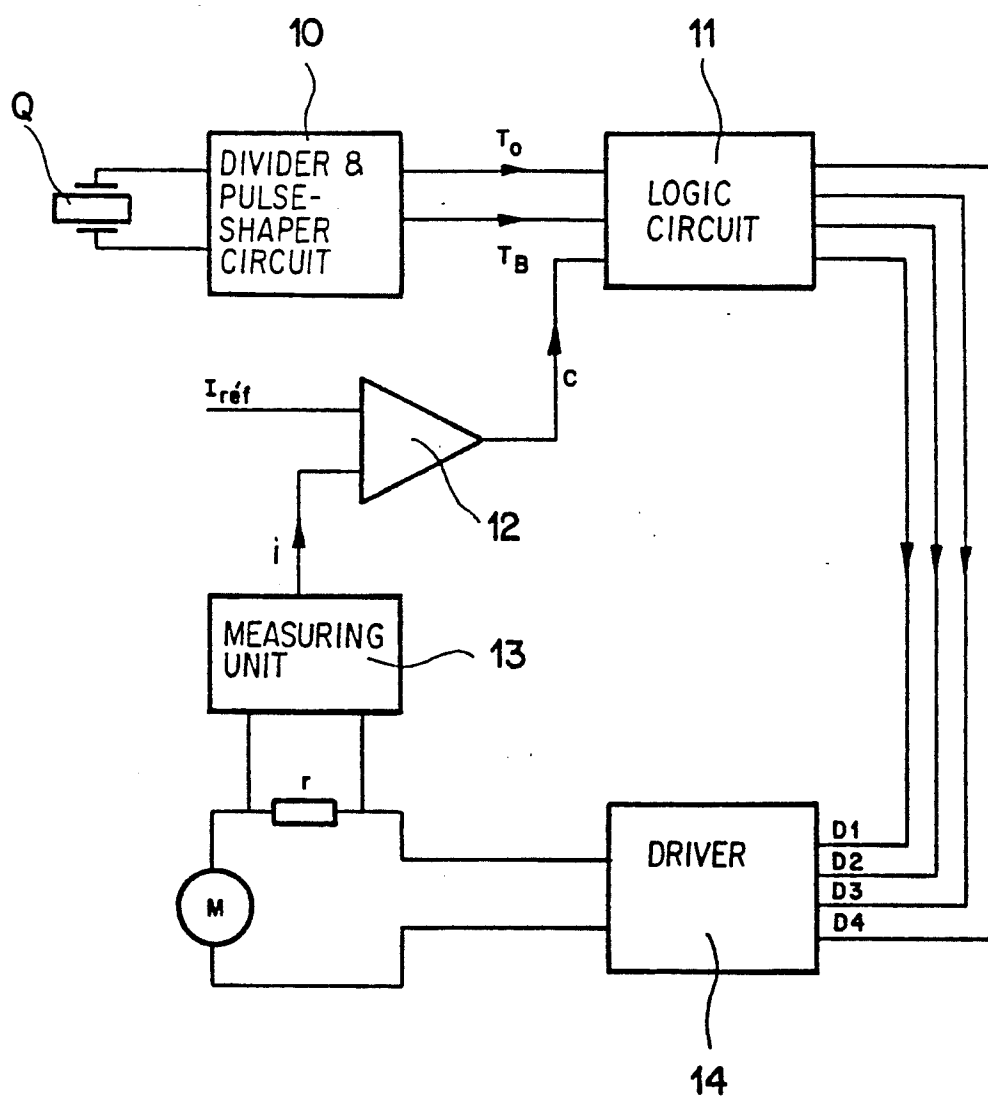 10
11
Q
DIVIDER &
PULSE-
SHAPER
CIRCUIT
To
TB
LOGIC
CIRCUIT
Iréf
C
12
i
MEASURING
UNIT
13
r
M
DRIVER
D1
D2
D3
D4
14